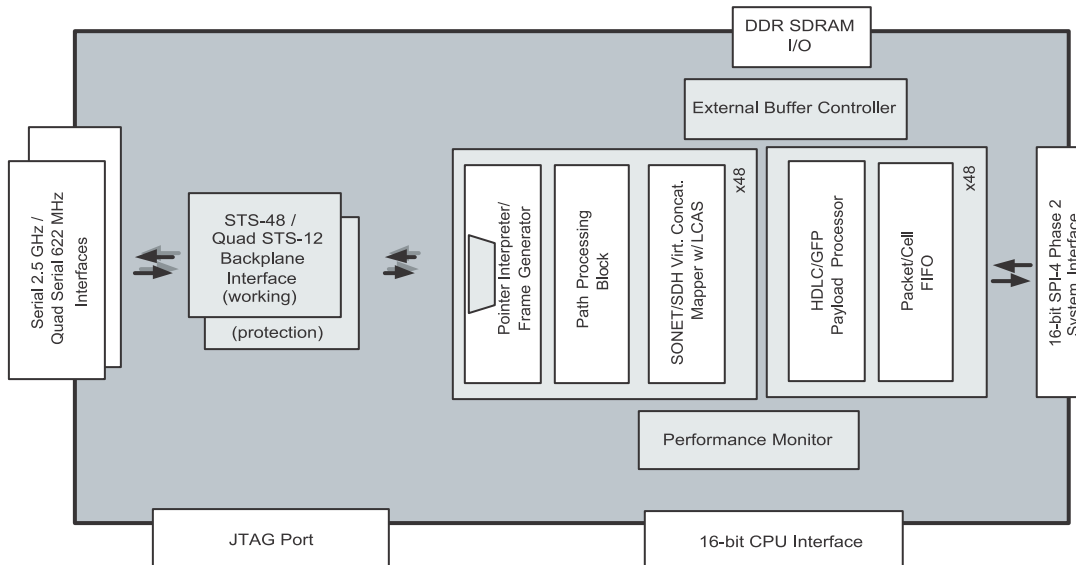 DDR SDRAM
I/O
External Buffer Controller
Serial 2.5 GHz /
Quad Serial 622 MHz
Interfaces
STS-48 /
Quad STS-12
Backplane
Interface
(working)
(protection)
x48
Pointer Interpreter/
Frame Generator
Path Processing
Block
SONET/SDH Virt. Concat.
Mapper w/LCAS
x48
HDLC/GFP
Payload Processor
Packet/Cell
FIFO
16-bit SPI-4 Phase 2
System Interface
Performance Monitor
JTAG Port
16-bit CPU Interface